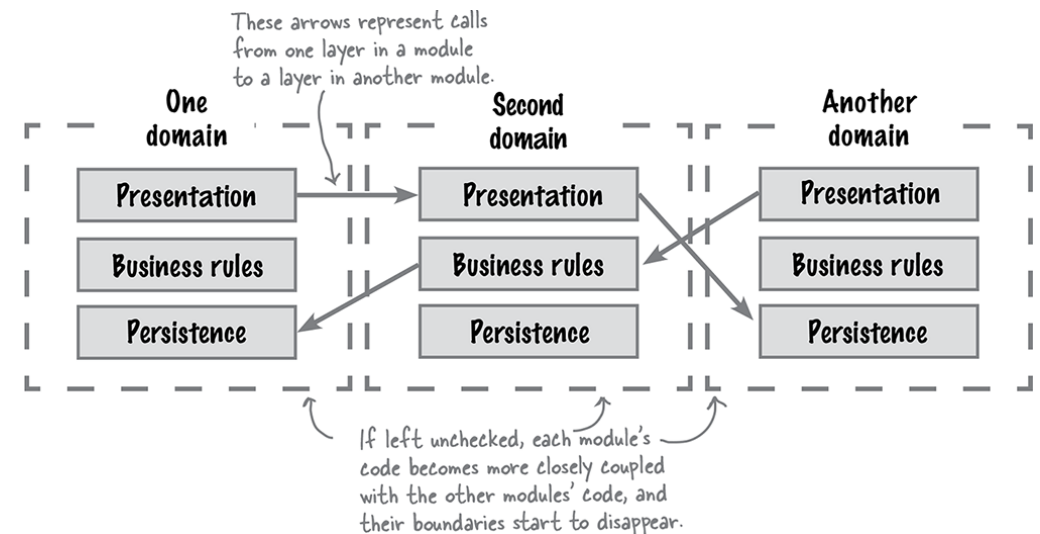 These arrows represent calls
from one layer in a module
to a layer in another module.
One
domain
Second
domain
Another
domain
Presentation
Business rules
Persistence
Presentation
Business rules
Persistence
Presentation
Business rules
Persistence
If left unchecked, each module's
code becomes more closely coupled
with the other modules' code, and
their boundaries start to disappear.